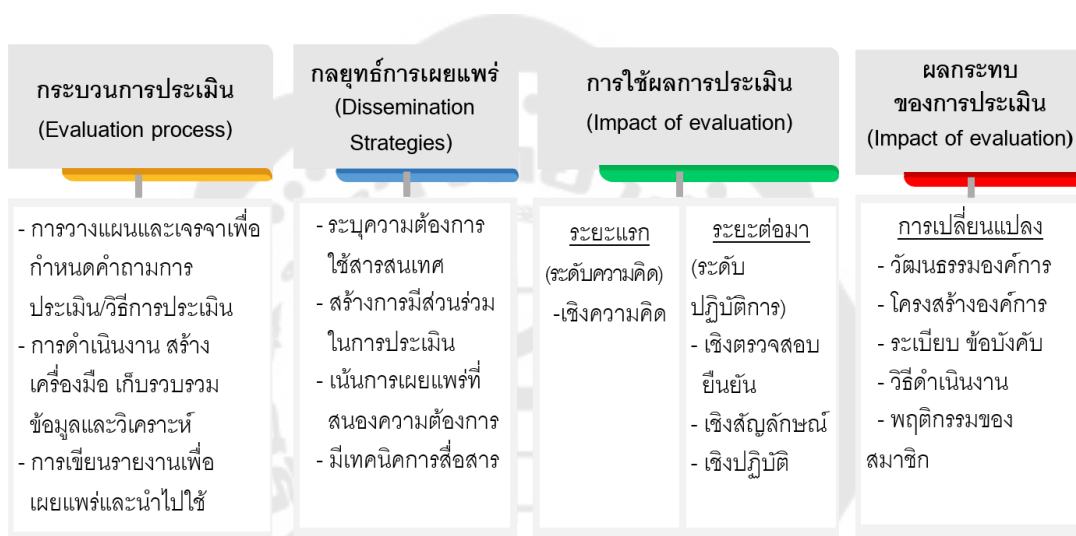 กระบวนการประเมิน
(Evaluation process)
- การวางแผนและเจรจาเพื่อ
กำหนดคำถามการ
ประเมิน/วิธีการประเมิน
- การดำเนินงาน สร้าง
เครื่องมือ เก็บรวบรวม
ข้อมูลและวิเคราะห์
- การเขียนรายงานเพื่อ
เผยแพร่และนำไปใช้
กลยุทธ์การเผยแพร่
(Dissemination
Strategies)
- ระบุความต้องการ
ใช้สารสนเทศ
- สร้างการมีส่วนร่วม
ในการประเมิน
- เน้นการเผยแพร่ที่
สนองความต้องการ
- มีเทคนิคการสื่อสาร
การใช้ผลการประเมิน
(Impact of evaluation)
ระยะแรก
(ระดับความคิด)
-เชิงความคิด
ระยะต่อมา
(ระดับ
ปฏิบัติการ)
- เชิงตรวจสอบ
ยืนยัน
- เชิงสัญลักษณ์
- เชิงปฏิบัติ
ผลกระทบ
ของการประเมิน
(Impact of evaluation)
การเปลี่ยนแปลง
- วัฒนธรรมองค์การ
- โครงสร้างองค์การ
- ระเบียบ ข้อบังคับ
- วิธีดำเนินงาน
- พฤติกรรมของ
สมาชิก